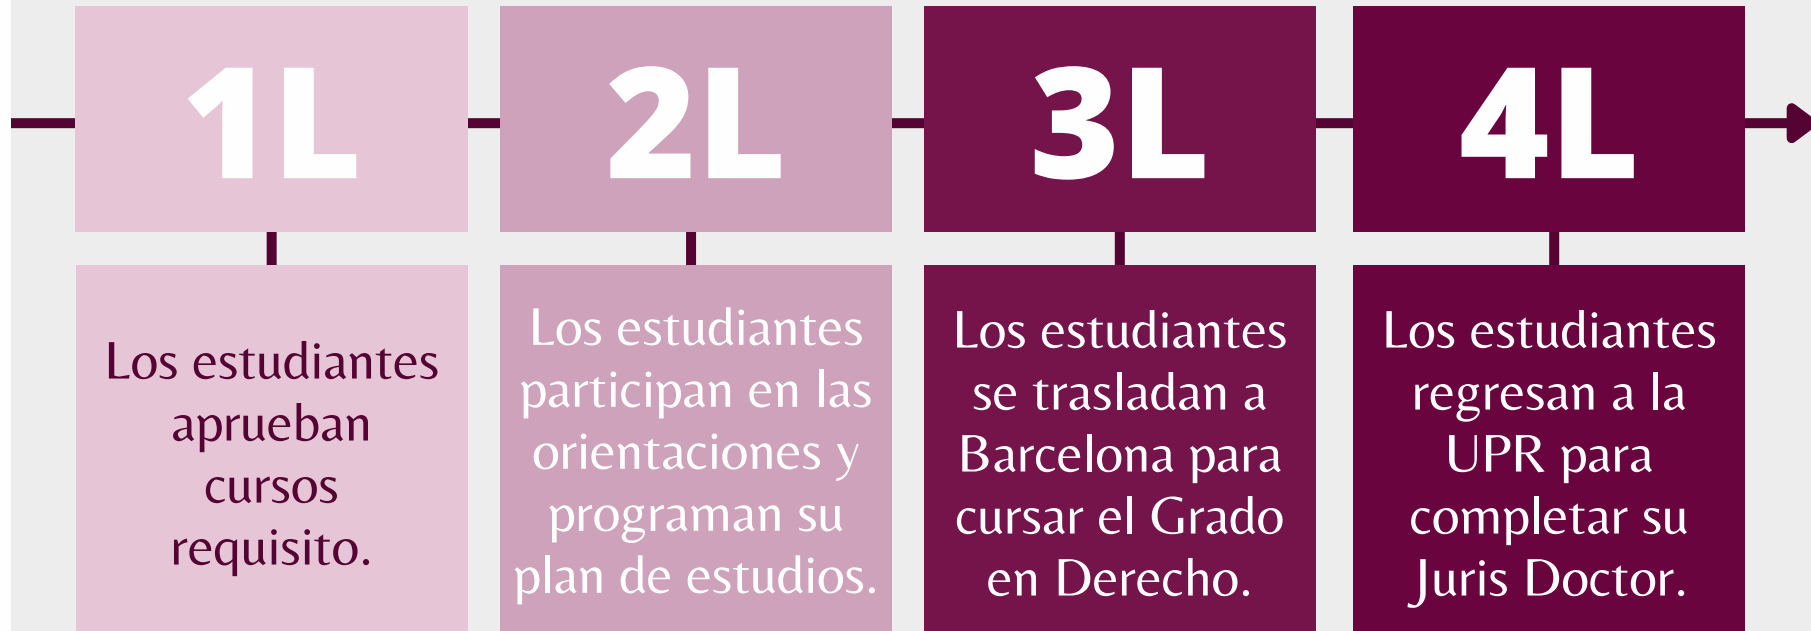 1L
2L
3L
4L
Los estudiantes
aprueban
cursos
requisito.
Los estudiantes
participan en las
orientaciones y
programan su
plan de estudios.
Los estudiantes
se trasladan a
Barcelona para
cursar el Grado
en Derecho.
Los estudiantes
regresan a la
UPR para
completar su
Juris Doctor.